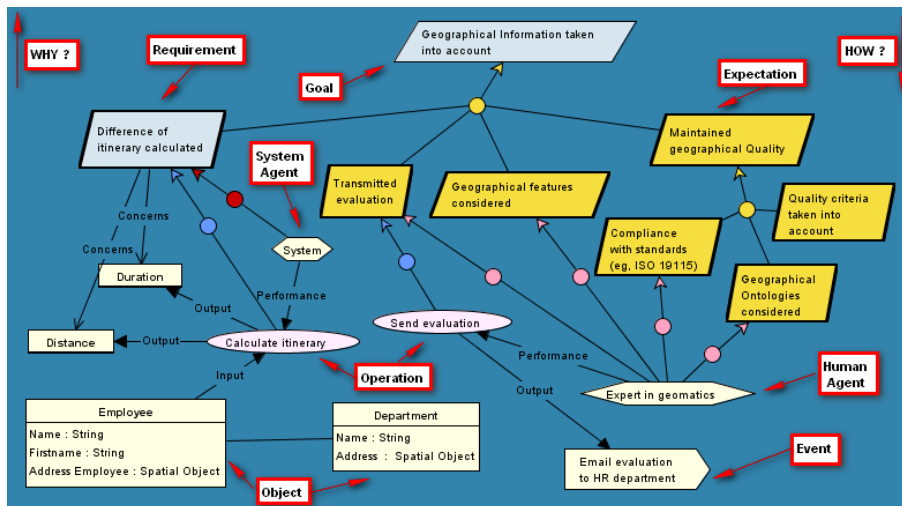 WHY ?
Requirement
Geographical Information taken
into account
HOW ?
Goal
Expectation
Difference of
itinerary calculated
System
Agent
Maintained
geographical Quality
Transmitted
evaluation
Geographical features
considered
Quality criteria
taken into
account
Concerns
Concerns
System
Compliance
with standards
(eg, ISO 19115)
Duration
Geographical
Ontologies
considered
Performance
Output
Distance
Output
Calculate itinerary
Send evaluation
Performance
Input
Operation
Output
Expert in geomatics
Human
Agent
Employee
Name : String
Firstname : String
Address Employee : Spatial Object
Department
Name : String
Address : Spatial Object
Object
Email evaluation
to HR department
Event